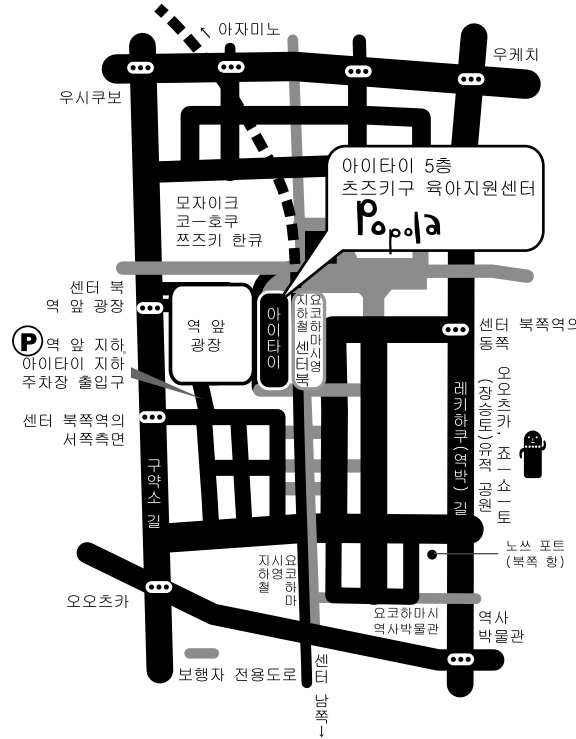 ↖ 아자미노
우케치
우시쿠보
아이타이 5층
츠즈키구 육아지원센터
Popola
모자이크
코ー호쿠
쯔즈키 한큐
센터 북
역 앞 광장
역 앞
광장
아이타이
요코하마시영
지하철 센터북
센터 북쪽역의
동쪽
P 역 앞 지하
아이타이 지하
주차장 출입구
센터 북쪽역의
서쪽측면
레키하쿠(역박) 길
오오츠카, 죠ー쇼ー토
(장승토)유적 공원
구약소 길
노쓰 포트
(북쪽 항)
요코하마
시영
지하철
오오츠카
요코하마시
역사박물관
역사
박물관
보행자 전용도로
센터 남쪽↓